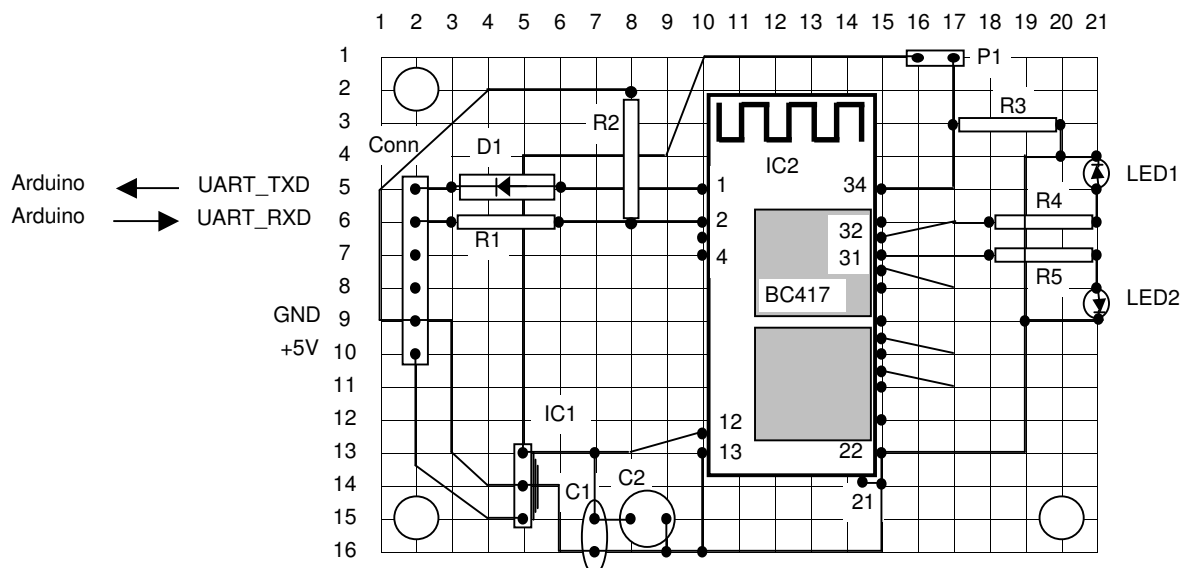 1 2 3 4 5 6 7 8 9 10 11 12 13 14 15 16 17 18 19 20 21
1 P1
2
3 R2 R3
4 Conn D1 IC2
Arduino UART_TXD 5 1 34 LED1
Arduino UART_RXD 6 2 32 R4
7 R1 4 31
8 BC417 R5 LED2
GND 9
+5V 10
11
12 IC1 12
13 13 22
14 C1 C2 21
15
16